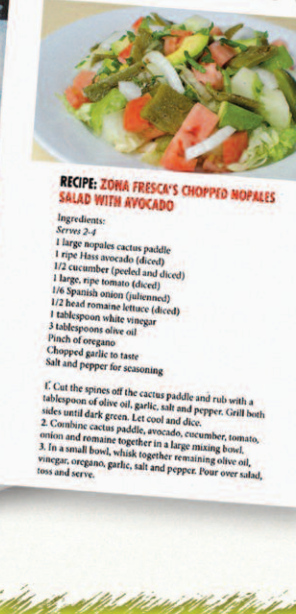 RECIPE: ZONA FRESCA'S CHOPPED NOPALES
SALAD WITH AVOCADO
Ingredients:
Serves 2-4
1 large nopales cactus paddle
1 ripe Hass avocado (diced)
1/2 cucumber (peeled and diced)
1 large, ripe tomato (diced)
1/6 Spanish onion (julienned)
1/2 head romaine lettuce (diced)
1 tablespoon white vinegar
3 tablespoons olive oil
Pinch of oregano
Chopped garlic to taste
Salt and pepper for seasoning
1. Cut the spines off the cactus paddle and rub with a
tablespoon of olive oil, garlic, salt and pepper. Grill both
sides until dark green. Let cool and dice.
2. Combine cactus paddle, avocado, cucumber, tomato,
onion and romaine together in a large mixing bowl.
3. In a small bowl, whisk together remaining olive oil,
vinegar, oregano, garlic, salt and pepper. Pour over salad,
toss and serve.